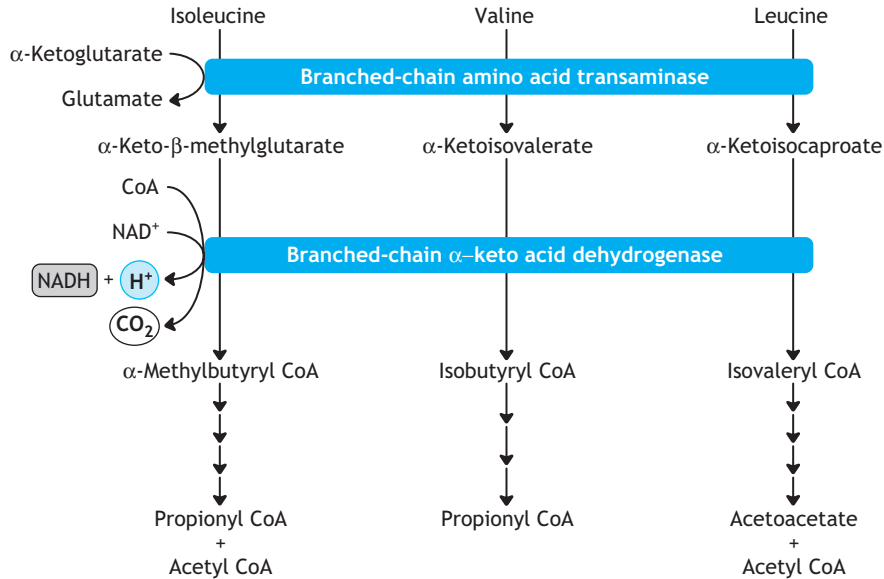 Isoleucine Valine Leucine
α-Ketoglutarate
Branched-chain amino acid transaminase
Glutamate
α-Keto-β-methylglutarate α-Ketoisovalerate α-Ketoisocaproate
CoA
NAD⁺
Branched-chain α–keto acid dehydrogenase
NADH + H⁺
CO₂
α-Methylbutyryl CoA Isobutyryl CoA Isovaleryl CoA
Propionyl CoA Propionyl CoA Acetoacetate
+ +
Acetyl CoA Acetyl CoA